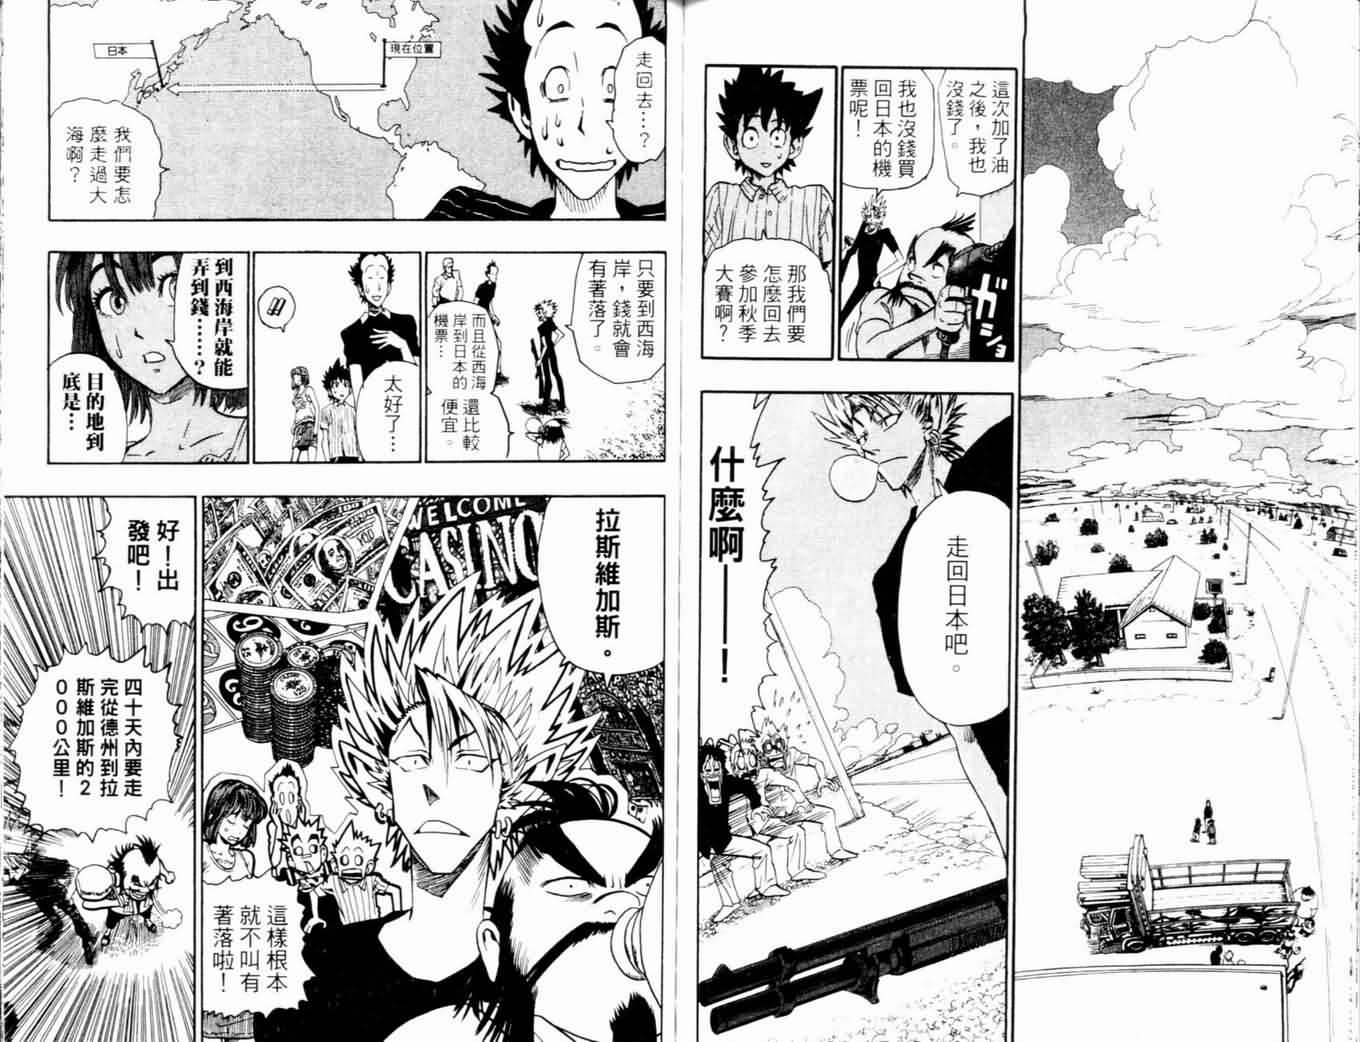 這次加了油
之後，我也
沒錢了。
我也沒錢買
回日本的機
票呢！
ガショ
那我們要
怎麼回去
參加秋季
大賽啊？
走回日本吧。
什麼啊——！
走回去…？
現在位置
日本
我們要怎
麼走過大
海啊？
只要到西海
岸，錢就會
有著落了。
而且從西海
岸到日本的
機票…
還比較
便宜。
太好了…
!!
到西海岸就能
弄到錢……？
目的地到
底是…
拉斯維加斯。
WELCOME
CASINO
100
這樣根本
就不叫有
著落啦！
好！出
發吧！
四十天內要走
完從德州到拉
斯維加斯的2
000公里！